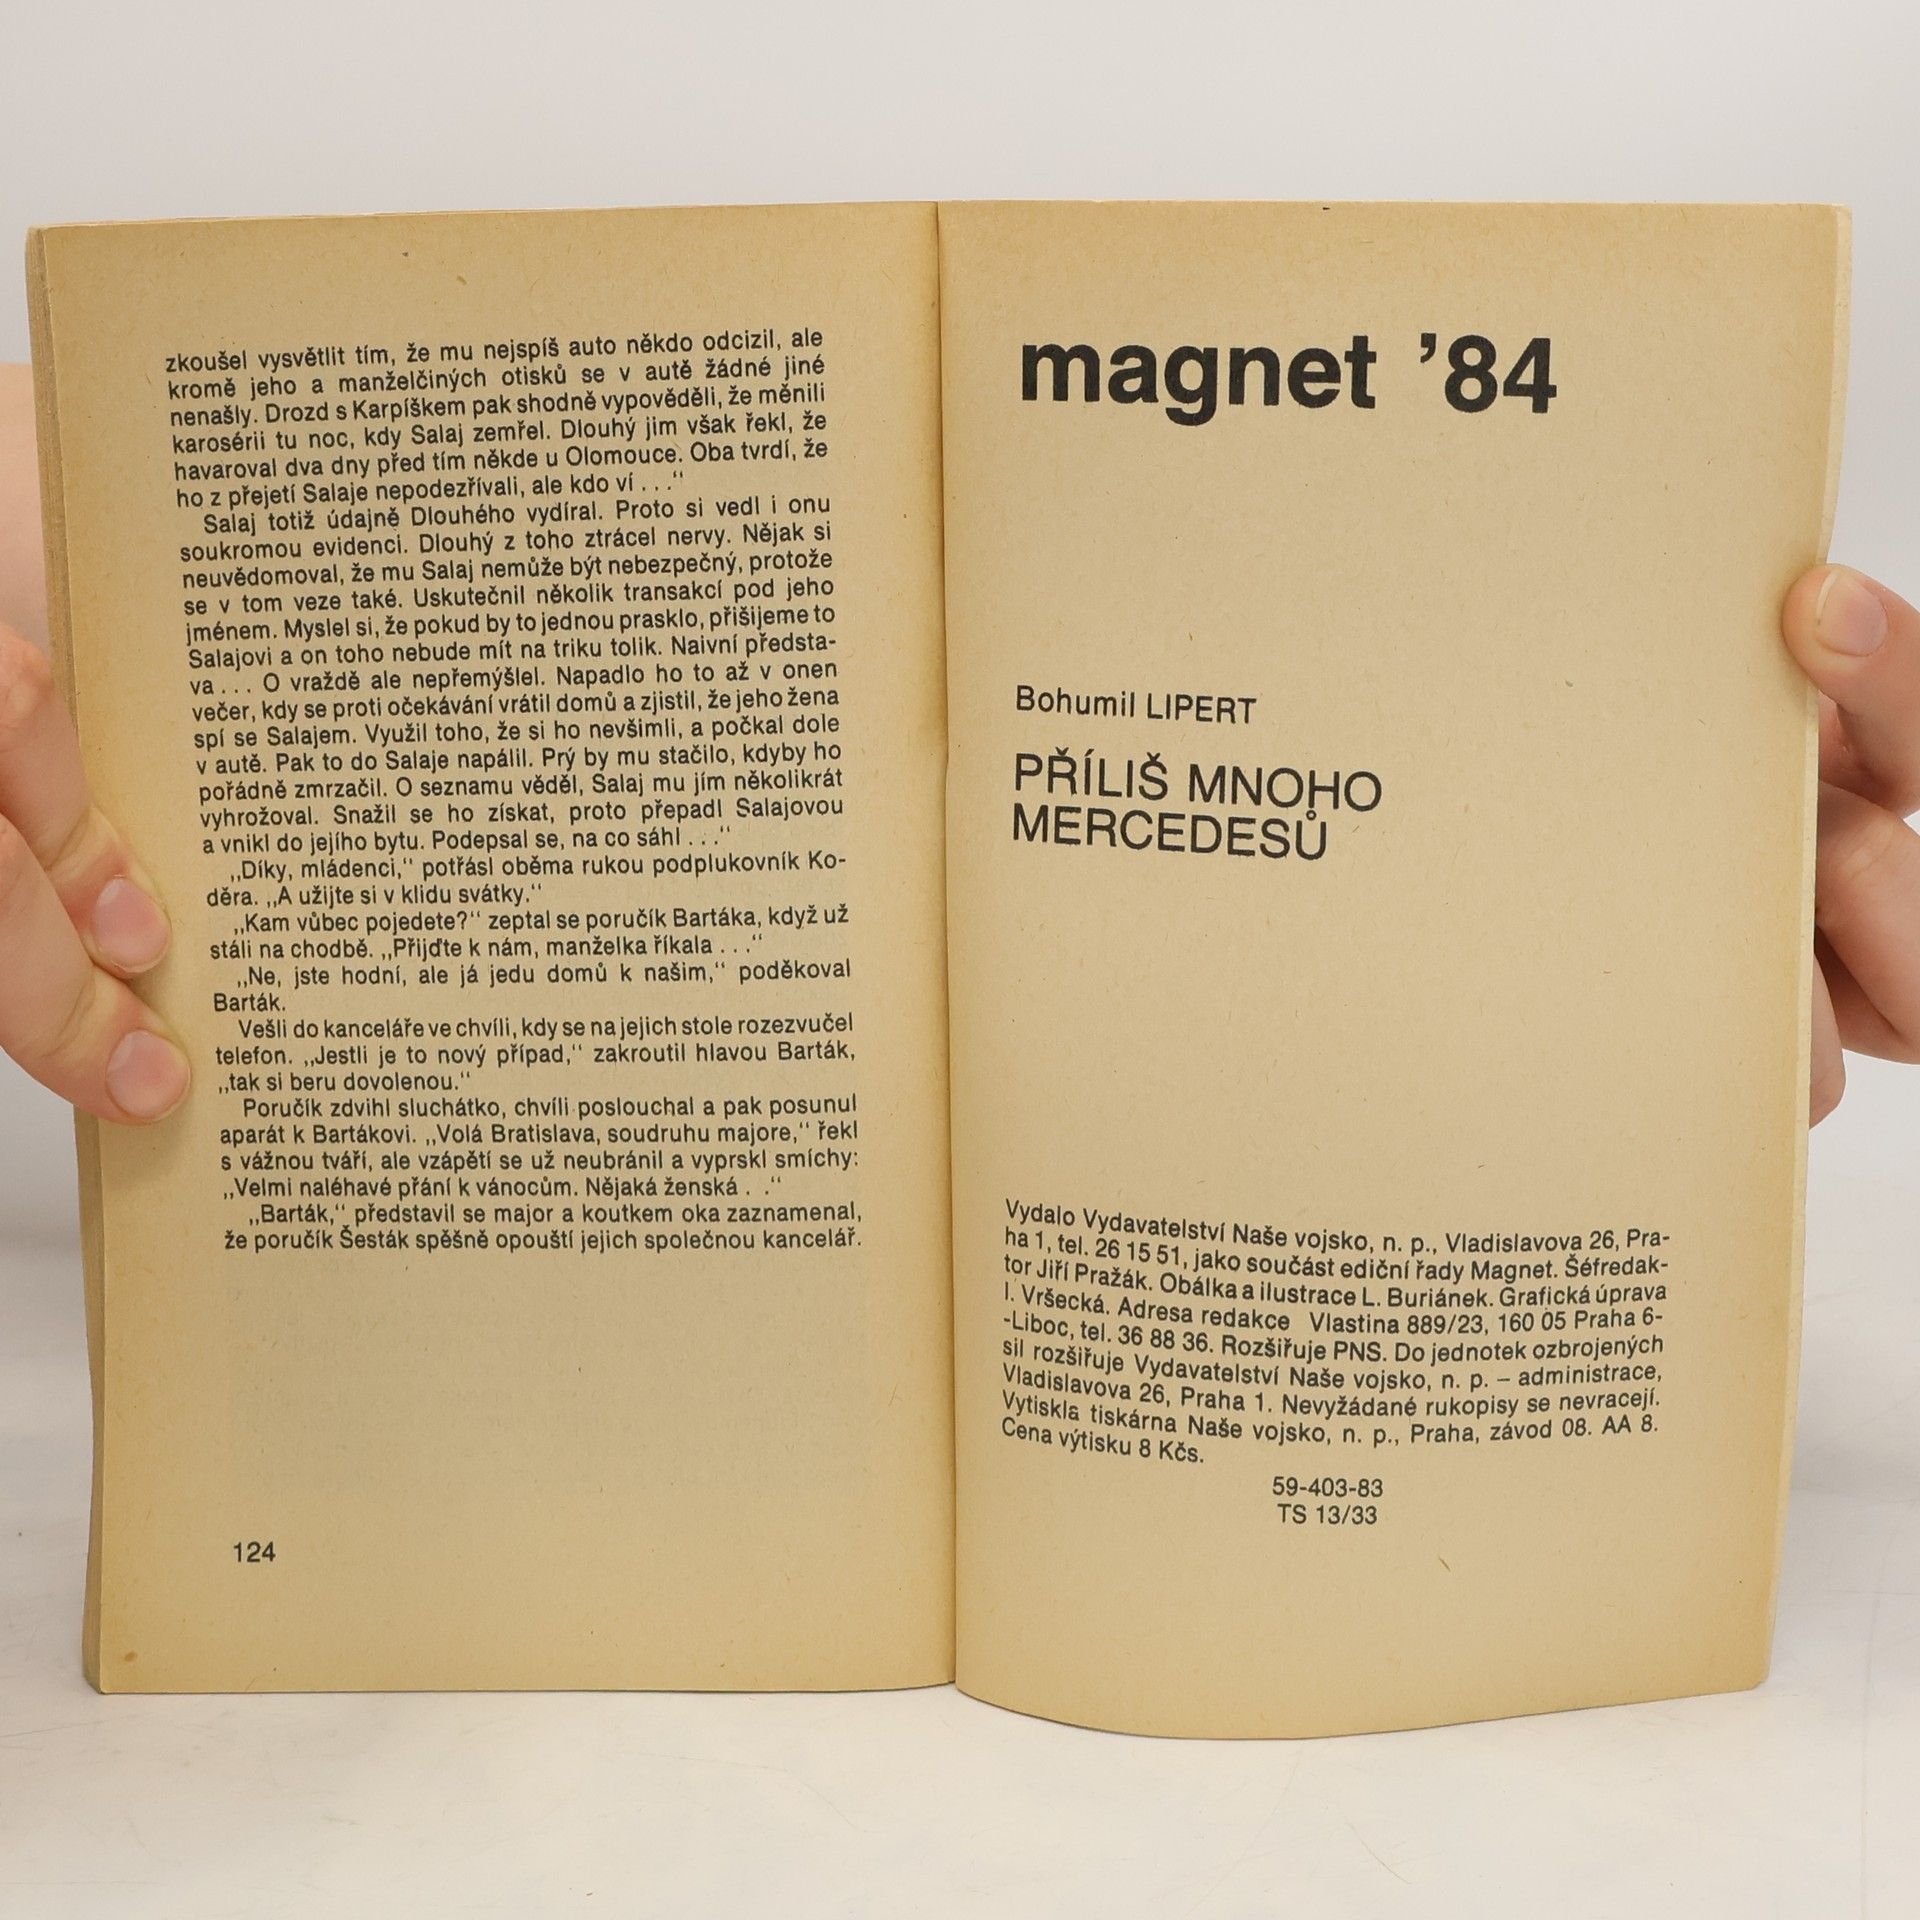 zkoušel vysvětlit tím, že mu nejspíš auto někdo odcizil, ale
kromě jeho a manželčiných otisků se v autě žádné jiné
nenašly. Drozd s Karpíškem pak shodně vypověděli, že měnili
karosérii tu noc, kdy Salaj zemřel. Dlouhý jim však řekl, že
havaroval dva dny před tím někde u Olomouce. Oba tvrdí, že
ho z přejetí Salaje nepodezřívali, ale kdo ví . . .“
Salaj totiž údajně Dlouhého vydíral. Proto si vedl i onu
soukromou evidenci. Dlouhý z toho ztrácel nervy. Nějak si
neuvědomoval, že mu Salaj nemůže být nebezpečný, protože
se v tom veze také. Uskutečnil několik transakcí pod jeho
jménem. Myslel si, že pokud by to jednou prasklo, přišijeme to
Salajovi a on toho nebude mít na triku tolik. Naivní předsta-
va . . . O vraždě ale nepřemýšlel. Napadlo ho to až v onen
večer, kdy se proti očekávání vrátil domů a zjistil, že jeho žena
spí se Salajem. Využil toho, že si ho nevšimli, a počkal dole
v autě. Pak to do Salaje napálil. Prý by mu stačilo, kdyby ho
pořádně zmrzačil. O seznamu věděl, Salaj mu jím několikrát
vyhrožoval. Snažil se ho získat, proto přepadl Salajovou
a vnikl do jejího bytu. Podepsal se, na co sáhl . . .“
„Díky, mládenci,“ potřásl oběma rukou podplukovník Ko-
děra. „A užijte si v klidu svátky.“
„Kam vůbec pojedete?“ zeptal se poručík Bartáka, když už
stáli na chodbě. „Přijďte k nám, manželka říkala . . .“
„Ne, jste hodní, ale já jedu domů k našim,“ poděkoval
Barták.
Vešli do kanceláře ve chvíli, kdy se na jejich stole rozezvučel
telefon. „Jestli je to nový případ,“ zakroutil hlavou Barták,
„tak si beru dovolenou.“
Poručík zdvihl sluchátko, chvíli poslouchal a pak posunul
aparát k Bartákovi. „Volá Bratislava, soudruhu majore,“ řekl
s vážnou tváří, ale vzápětí se už neubránil a vyprskl smíchy:
„Velmi naléhavé přání k vánocům. Nějaká ženská . .“
„Barták,“ představil se major a koutkem oka zaznamenal,
že poručík Šesták spěšně opouští jejich společnou kancelář.
124
magnet ’84
Bohumil LIPERT
PŘÍLIŠ MNOHO
MERCEDESŮ
Vydalo Vydavatelství Naše vojsko, n. p., Vladislavova 26, Pra-
ha 1, tel. 26 15 51, jako součást ediční řady Magnet. Šéfredak-
tor Jiří Pražák. Obálka a ilustrace L. Buriánek. Grafická úprava
I. Vršecká. Adresa redakce Vlastina 889/23, 160 05 Praha 6-
-Liboc, tel. 36 88 36. Rozšiřuje PNS. Do jednotek ozbrojených
sil rozšiřuje Vydavatelství Naše vojsko, n. p. – administrace,
Vladislavova 26, Praha 1. Nevyžádané rukopisy se nevracejí.
Vytiskla tiskárna Naše vojsko, n. p., Praha, závod 08. AA 8.
Cena výtisku 8 Kčs.
59-403-83
TS 13/33